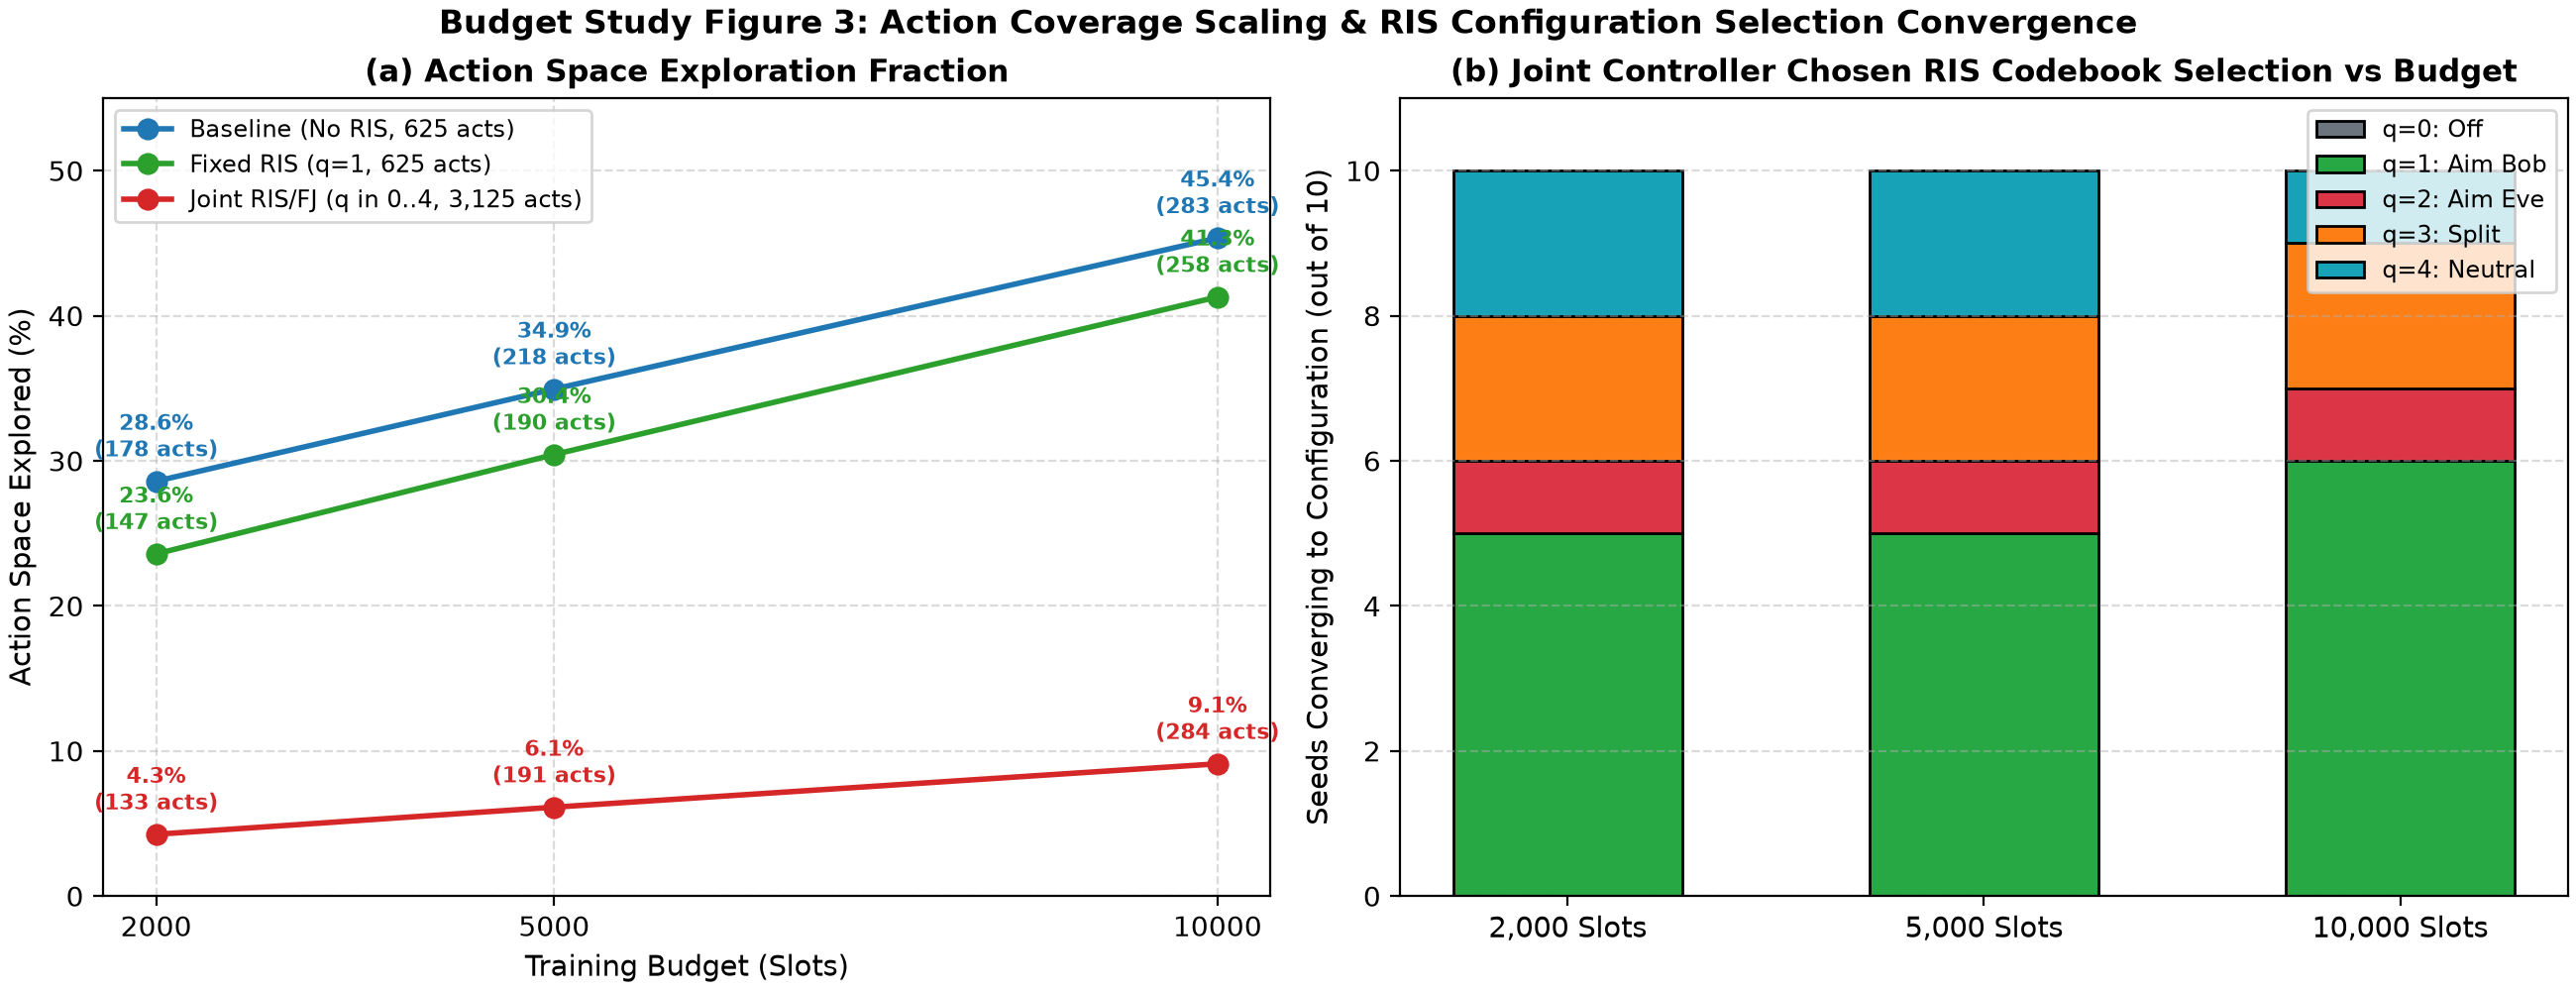 Budget Study Figure 3: Action Coverage Scaling & RIS Configuration Selection Convergence
(a) Action Space Exploration Fraction
Baseline (No RIS, 625 acts)
Fixed RIS (q=1, 625 acts)
Joint RIS/FJ (q in 0..4, 3,125 acts)
Action Space Explored (%)
50
40
30
20
10
0
28.6%
(178 acts)
23.6%
(147 acts)
4.3%
(133 acts)
34.9%
(218 acts)
30.4%
(190 acts)
6.1%
(191 acts)
45.4%
(283 acts)
41.3%
(258 acts)
9.1%
(284 acts)
2000
5000
10000
Training Budget (Slots)
(b) Joint Controller Chosen RIS Codebook Selection vs Budget
q=0: Off
q=1: Aim Bob
q=2: Aim Eve
q=3: Split
q=4: Neutral
Seeds Converging to Configuration (out of 10)
10
8
6
4
2
0
2,000 Slots
5,000 Slots
10,000 Slots